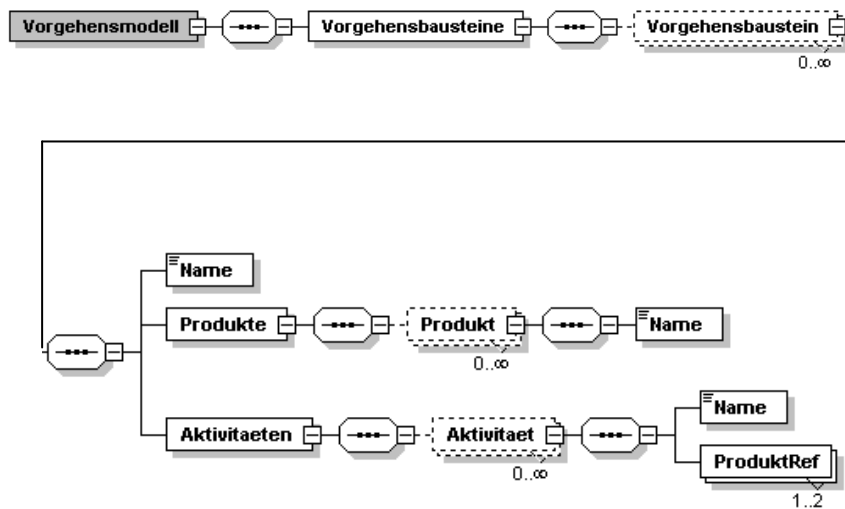 Vorgehensmodell Vorgehensbausteine Vorgehensbaustein
0..∞
Name
Produkte Produkt Name
0..∞
Name
Aktivitaeten Aktivitaet
ProduktRef
0..∞
1..2